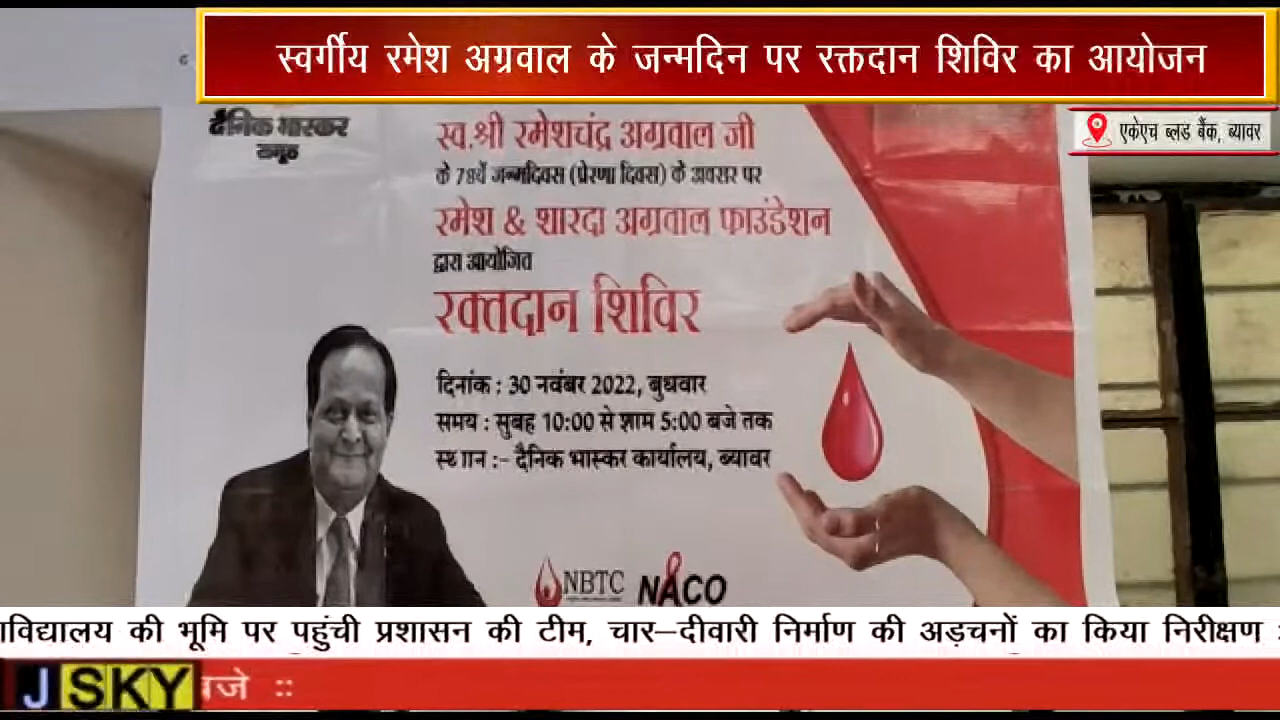 स्वर्गीय रमेश अग्रवाल के जन्मदिन पर रक्तदान शिविर का आयोजन
एकेएच ब्लड बैंक, ब्यावर
दैनिक भास्कर
समूह
स्व.श्री रमेशचंद्र अग्रवाल जी
के 78वें जन्मदिवस (प्रेरणा दिवस) के अवसर पर
रमेश & शारदा अग्रवाल फाउंडेशन
द्वारा आयोजित
रक्तदान शिविर
दिनांक : 30 नवंबर 2022, बुधवार
समय : सुबह 10:00 से शाम 5:00 बजे तक
स्थान :- दैनिक भास्कर कार्यालय, ब्यावर
NBTC
NACO
विद्यालय की भूमि पर पहुंची प्रशासन की टीम, चार–दीवारी निर्माण की अड़चनों का किया निरीक्षण
J SKY
बजे ::